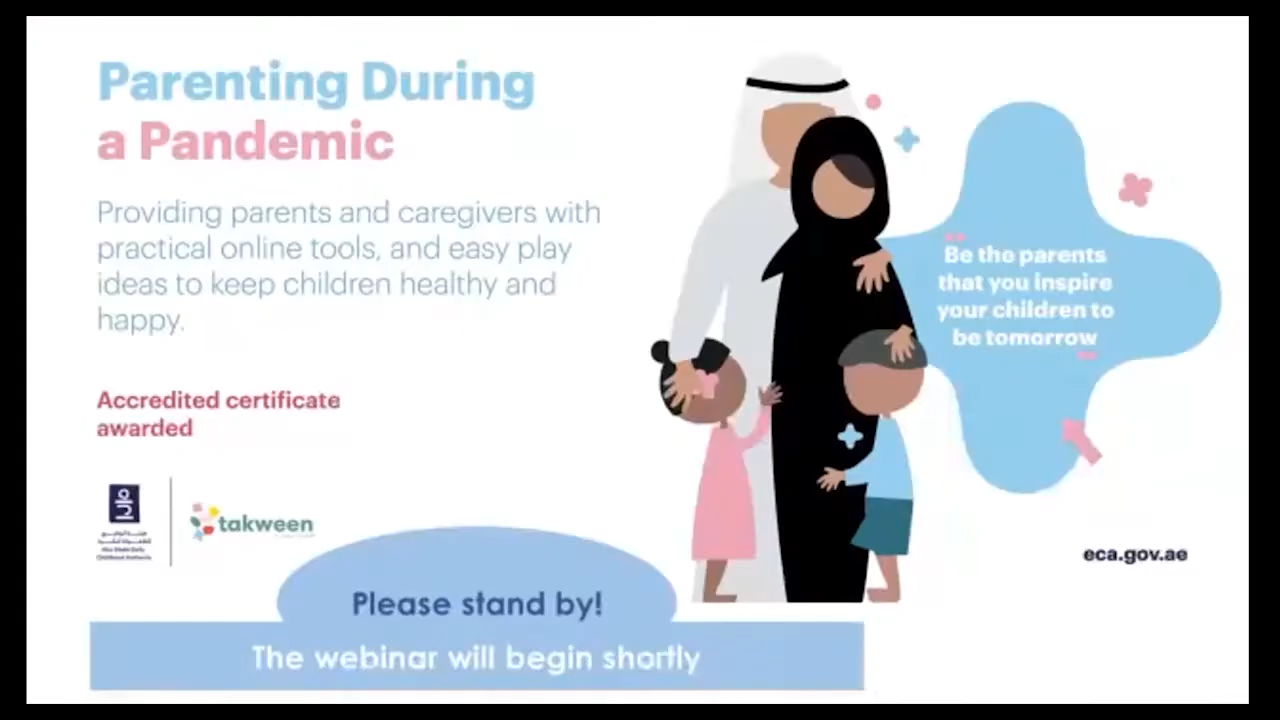 Parenting During
a Pandemic
Providing parents and caregivers with
practical online tools, and easy play
ideas to keep children healthy and
happy.
Accredited certificate
awarded
takween
Be the parents
that you inspire
your children to
be tomorrow
eca.gov.ae
Please stand by!
The webinar will begin shortly